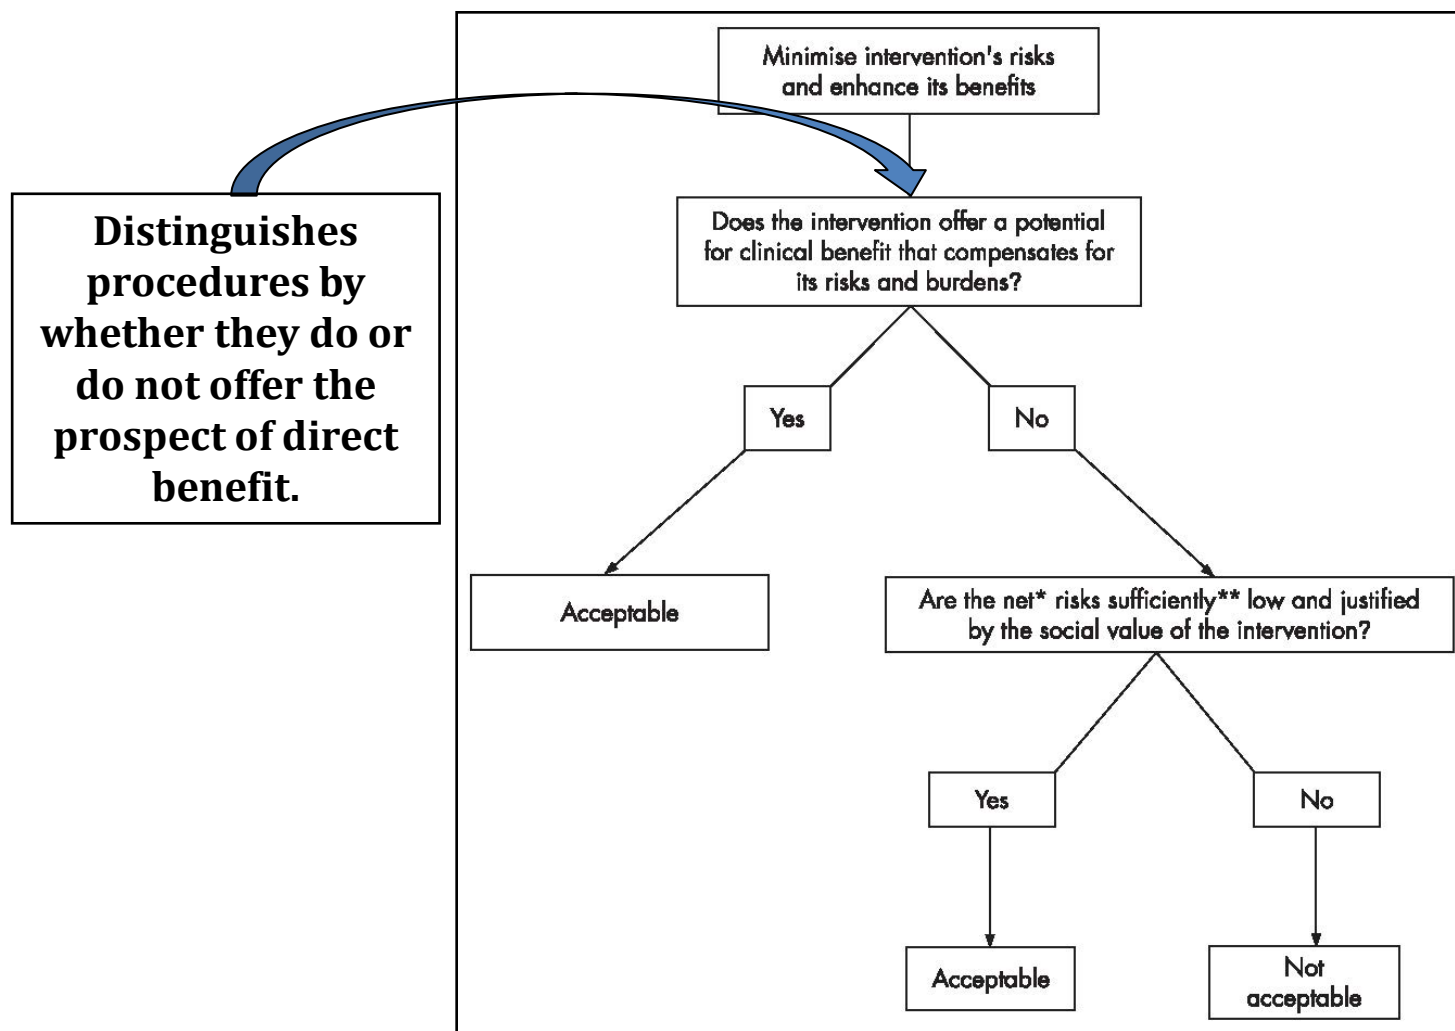 Minimise intervention's risks
and enhance its benefits
Distinguishes
procedures by
whether they do or
do not offer the
prospect of direct
benefit.
Does the intervention offer a potential
for clinical benefit that compensates for
its risks and burdens?
Yes
No
Acceptable
Are the net* risks sufficiently** low and justified
by the social value of the intervention?
Yes
No
Acceptable
Not
acceptable